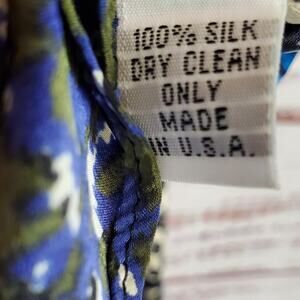 100% SILK
DRY CLEAN
ONLY
MADE
IN U.S.A.